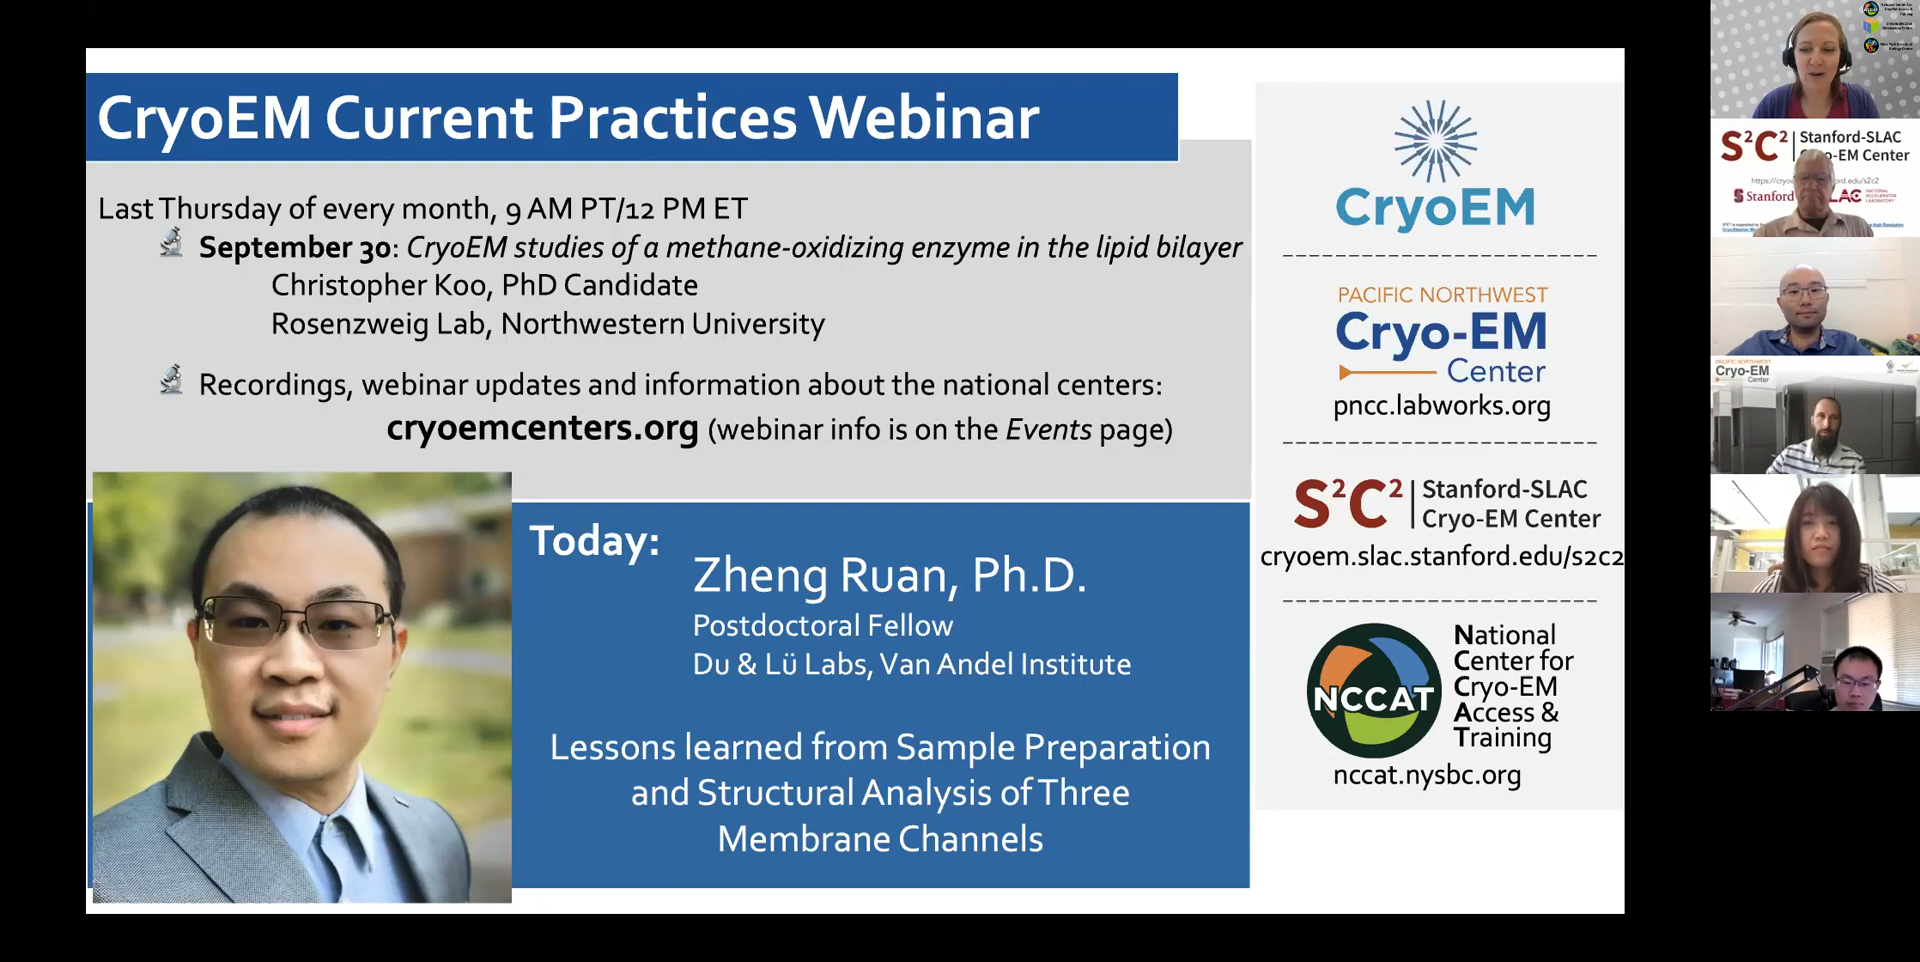 CryoEM Current Practices Webinar
Last Thursday of every month, 9 AM PT/12 PM ET
September 30: CryoEM studies of a methane-oxidizing enzyme in the lipid bilayer
Christopher Koo, PhD Candidate
Rosenzweig Lab, Northwestern University
Recordings, webinar updates and information about the national centers:
cryoemcenters.org (webinar info is on the Events page)
Today:
Zheng Ruan, Ph.D.
Postdoctoral Fellow
Du & Lü Labs, Van Andel Institute
Lessons learned from Sample Preparation
and Structural Analysis of Three
Membrane Channels
CryoEM
PACIFIC NORTHWEST
Cryo-EM
Center
pncc.labworks.org
S²C² | Stanford-SLAC
Cryo-EM Center
cryoem.slac.stanford.edu/s2c2
NCCAT
National
Center for
Cryo-EM
Access &
Training
nccat.nysbc.org
S²C² | Stanford-SLAC
Cryo-EM Center
Stanford
PACIFIC NORTHWEST
Cryo-EM
Center